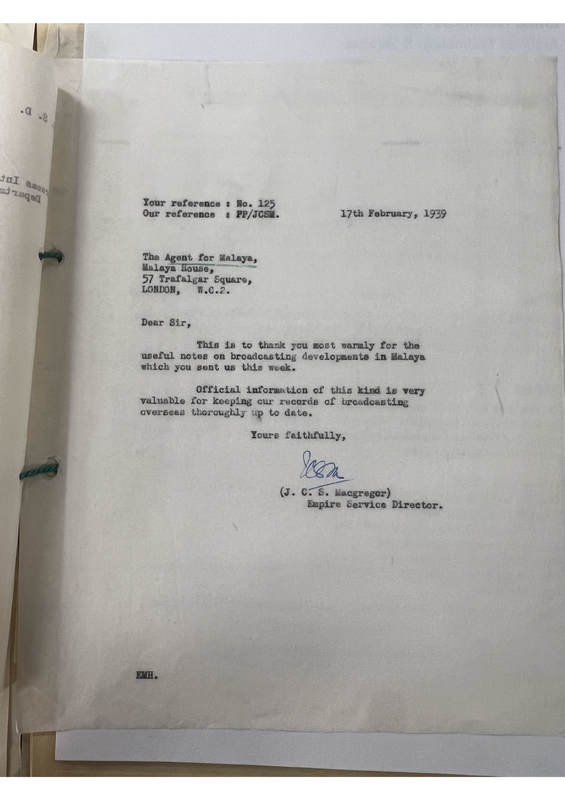 Your reference : No. 125
Our reference : PP/JCSM. 17th February, 1939
The Agent for Malaya,
Malaya House,
57 Trafalgar Square,
LONDON, W.C.2.
Dear Sir,
This is to thank you most warmly for the
useful notes on broadcasting developments in Malaya
which you sent us this week.
Official information of this kind is very
valuable for keeping our records of broadcasting
overseas thoroughly up to date.
Yours faithfully,
JCSM
(J. C. S. Macgregor)
Empire Service Director.
EMH.